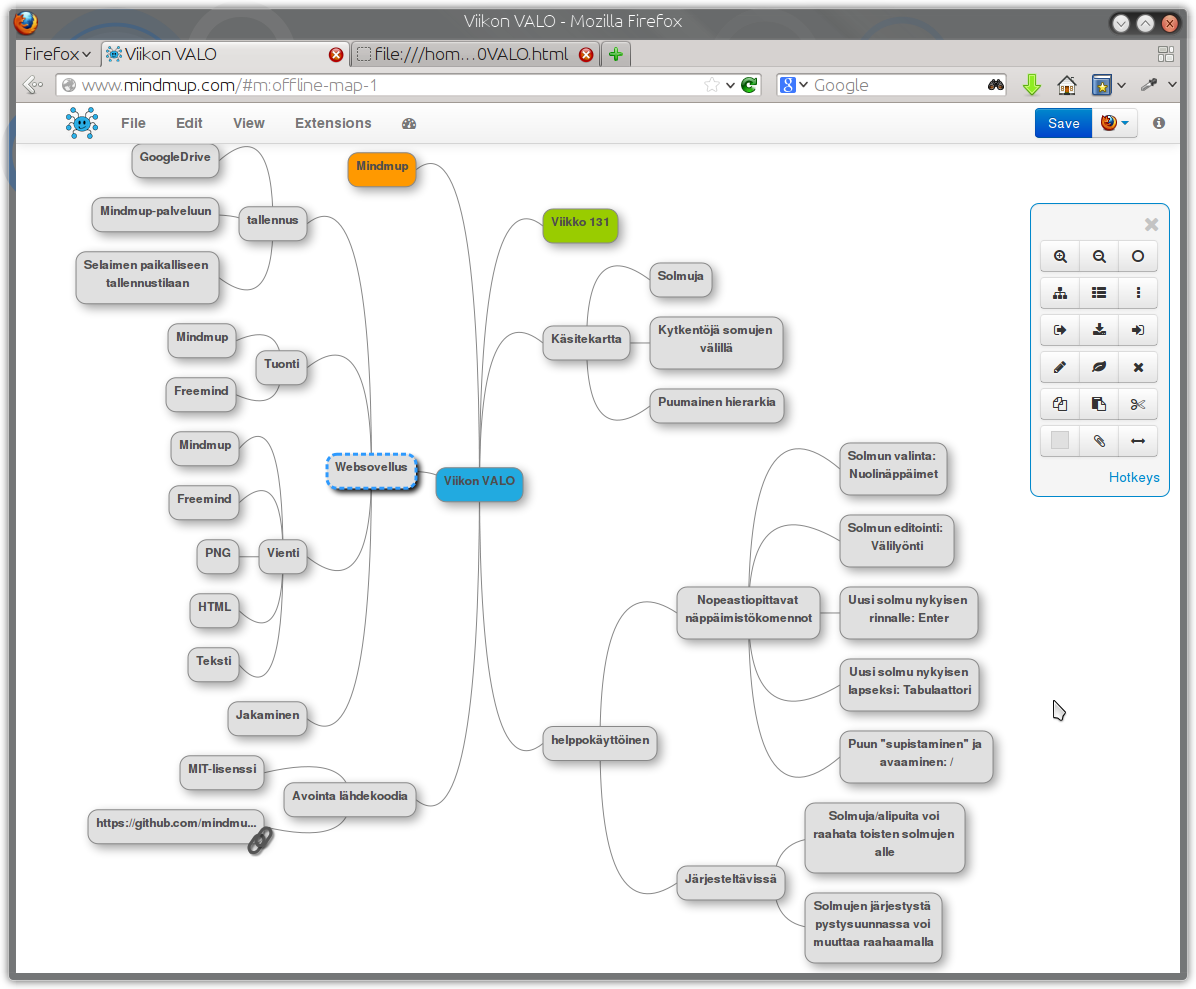 Viikon VALO - Mozilla Firefox
Firefox
Viikon VALO
file:///hom...0VALO.html
www.mindmup.com/#m:offline-map-1
Google
File
Edit
View
Extensions
Save
GoogleDrive
Mindmup-palveluun
Selaimen paikalliseen
tallennustilaan
tallennus
Mindmup
Freemind
Tuonti
Mindmup
Freemind
PNG
HTML
Teksti
Vienti
Jakaminen
Websovellus
MIT-lisenssi
https://github.com/mindmu...
Avointa lähdekoodia
Mindmup
Viikon VALO
Viikko 131
Käsitekartta
Solmuja
Kytkentöjä somujen
välillä
Puumainen hierarkia
helppokäyttöinen
Nopeastiopittavat
näppäimistökomennot
Solmun valinta:
Nuolinäppäimet
Solmun editointi:
Välilyönti
Uusi solmu nykyisen
rinnalle: Enter
Uusi solmu nykyisen
lapseksi: Tabulaattori
Puun "supistaminen" ja
avaaminen: /
Järjesteltävissä
Solmuja/alipuita voi
raahata toisten solmujen
alle
Solmujen järjestystä
pystysuunnassa voi
muuttaa raahaamalla
Hotkeys